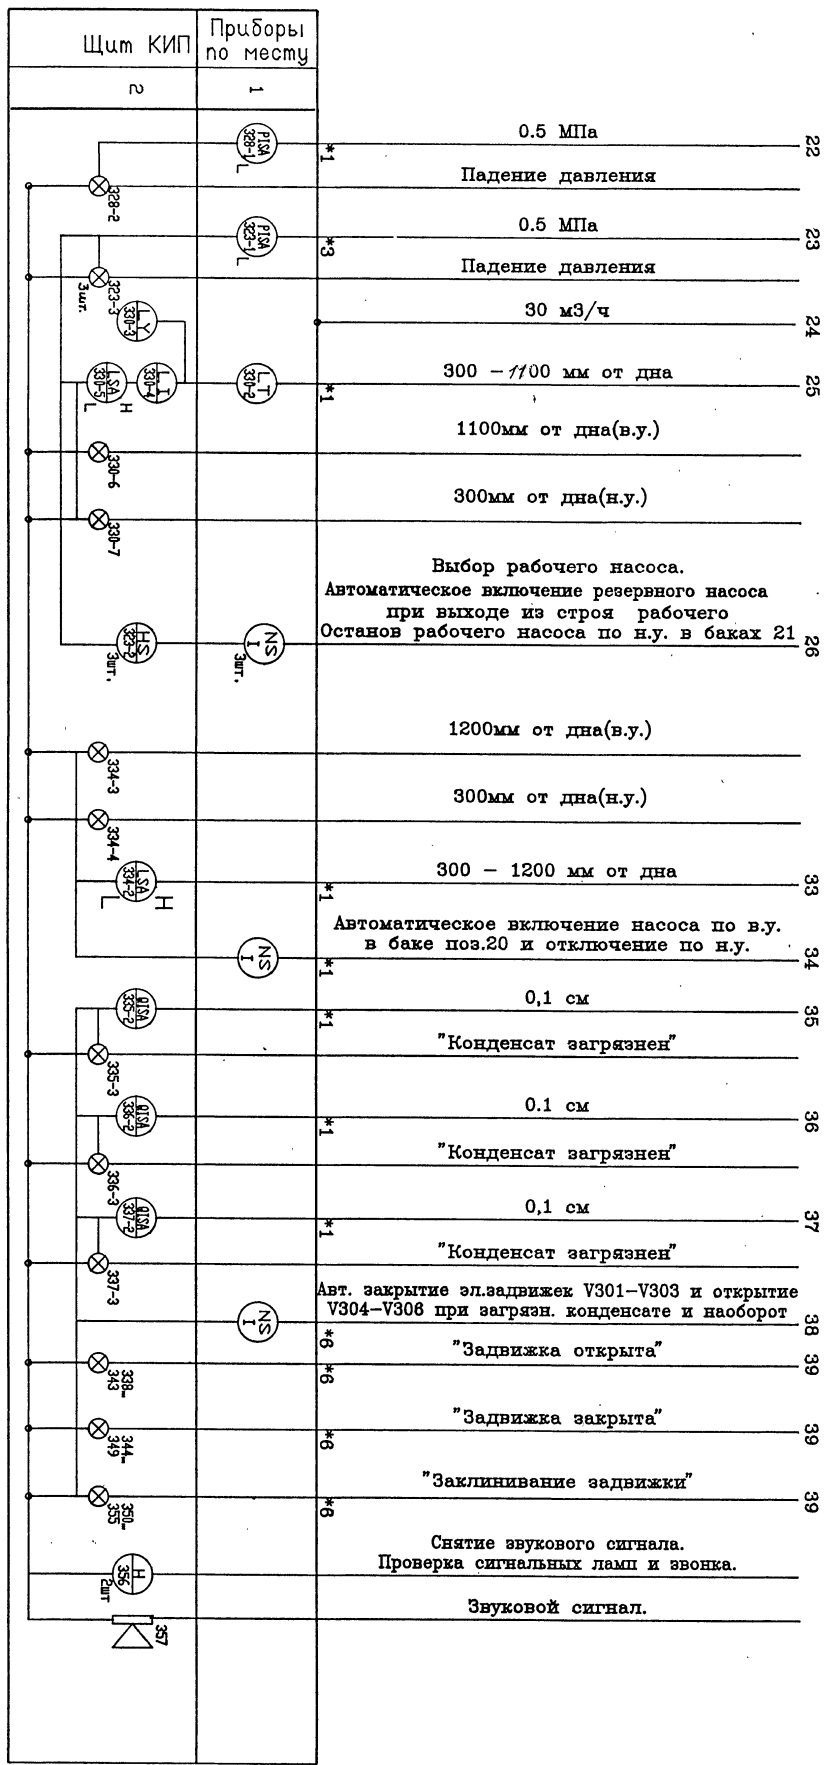 Щит КИП
Приборы
по месту
2
1
PISA
328-1
L
*1
0.5 МПа
22
328-2
Падение давления
PISA
323-1
L
*3
0.5 МПа
23
323-3
3шт.
Падение давления
LY
330-3
30 м3/ч
24
LSA
330-5
H
L
LI
330-4
LT
330-2
*1
300 - 1100 мм от дна
25
330-6
1100мм от дна(в.у.)
330-7
300мм от дна(н.у.)
Выбор рабочего насоса.
Автоматическое включение резервного насоса
при выходе из строя рабочего
Останов рабочего насоса по н.у. в баках 21
HS
323-2
3шт.
NS
I
3шт.
26
334-3
1200мм от дна(в.у.)
334-4
300мм от дна(н.у.)
LSA
334-2
H
L
*1
300 - 1200 мм от дна
33
Автоматическое включение насоса по в.у.
в баке поз.20 и отключение по н.у.
NS
I
*1
34
QISA
335-2
*1
0,1 см
35
335-3
"Конденсат загрязнен"
QISA
336-2
*1
0.1 см
36
336-3
"Конденсат загрязнен"
QISA
337-2
*1
0,1 см
37
337-3
"Конденсат загрязнен"
Авт. закрытие эл.задвижек V301-V303 и открытие
V304-V306 при загрязн. конденсате и наоборот
NS
I
*6
38
338-
343
*6
"Задвижка открыта"
39
344-
349
*6
"Задвижка закрыта"
39
350-
355
*6
"Заклинивание задвижки"
39
Снятие звукового сигнала.
Проверка сигнальных ламп и звонка.
H
356
2шт
357
Звуковой сигнал.